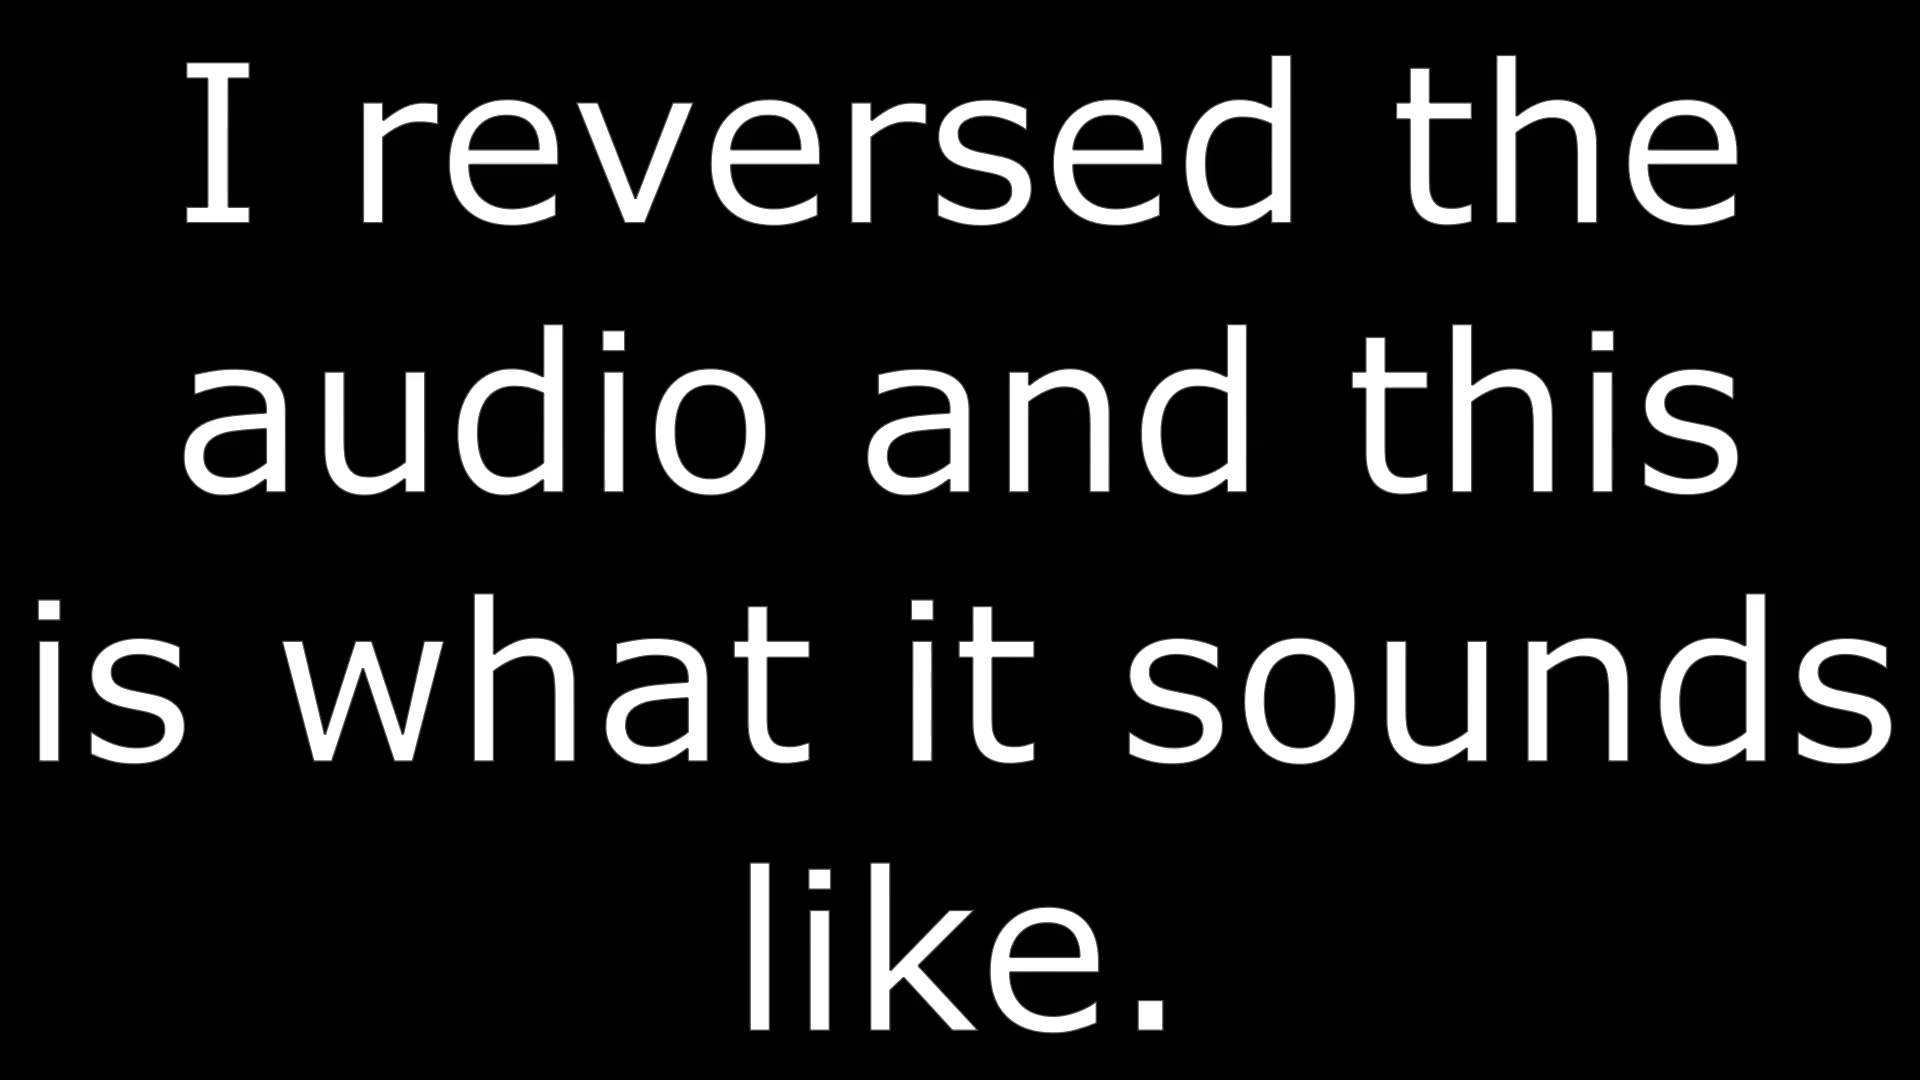 I reversed the
audio and this
is what it sounds
like.